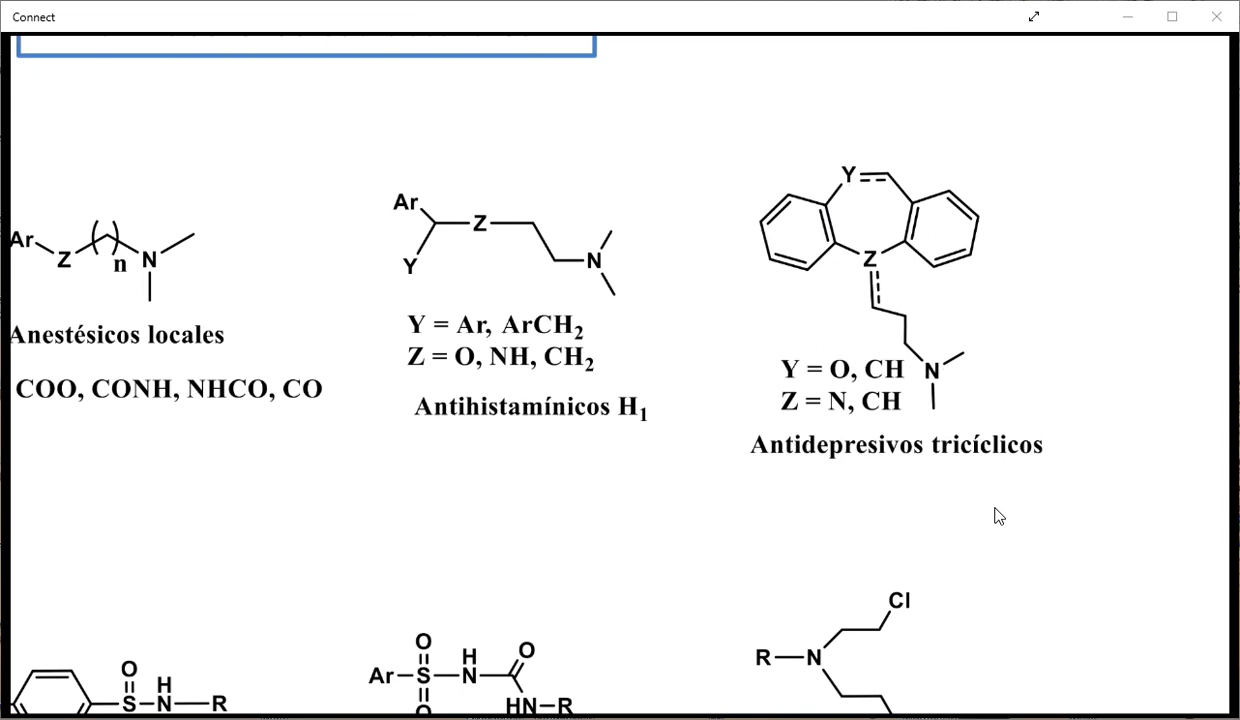 Connect
Ar
Z
n
N
Anestésicos locales
COO, CONH, NHCO, CO
Ar
Z
Y
N
Y = Ar, ArCH2
Z = O, NH, CH2
Antihistamínicos H1
Y
Z
N
Y = O, CH
Z = N, CH
Antidepresivos tricíclicos
O
S
H
N
R
O
Ar
S
O
H
N
O
HN
R
Cl
R
N